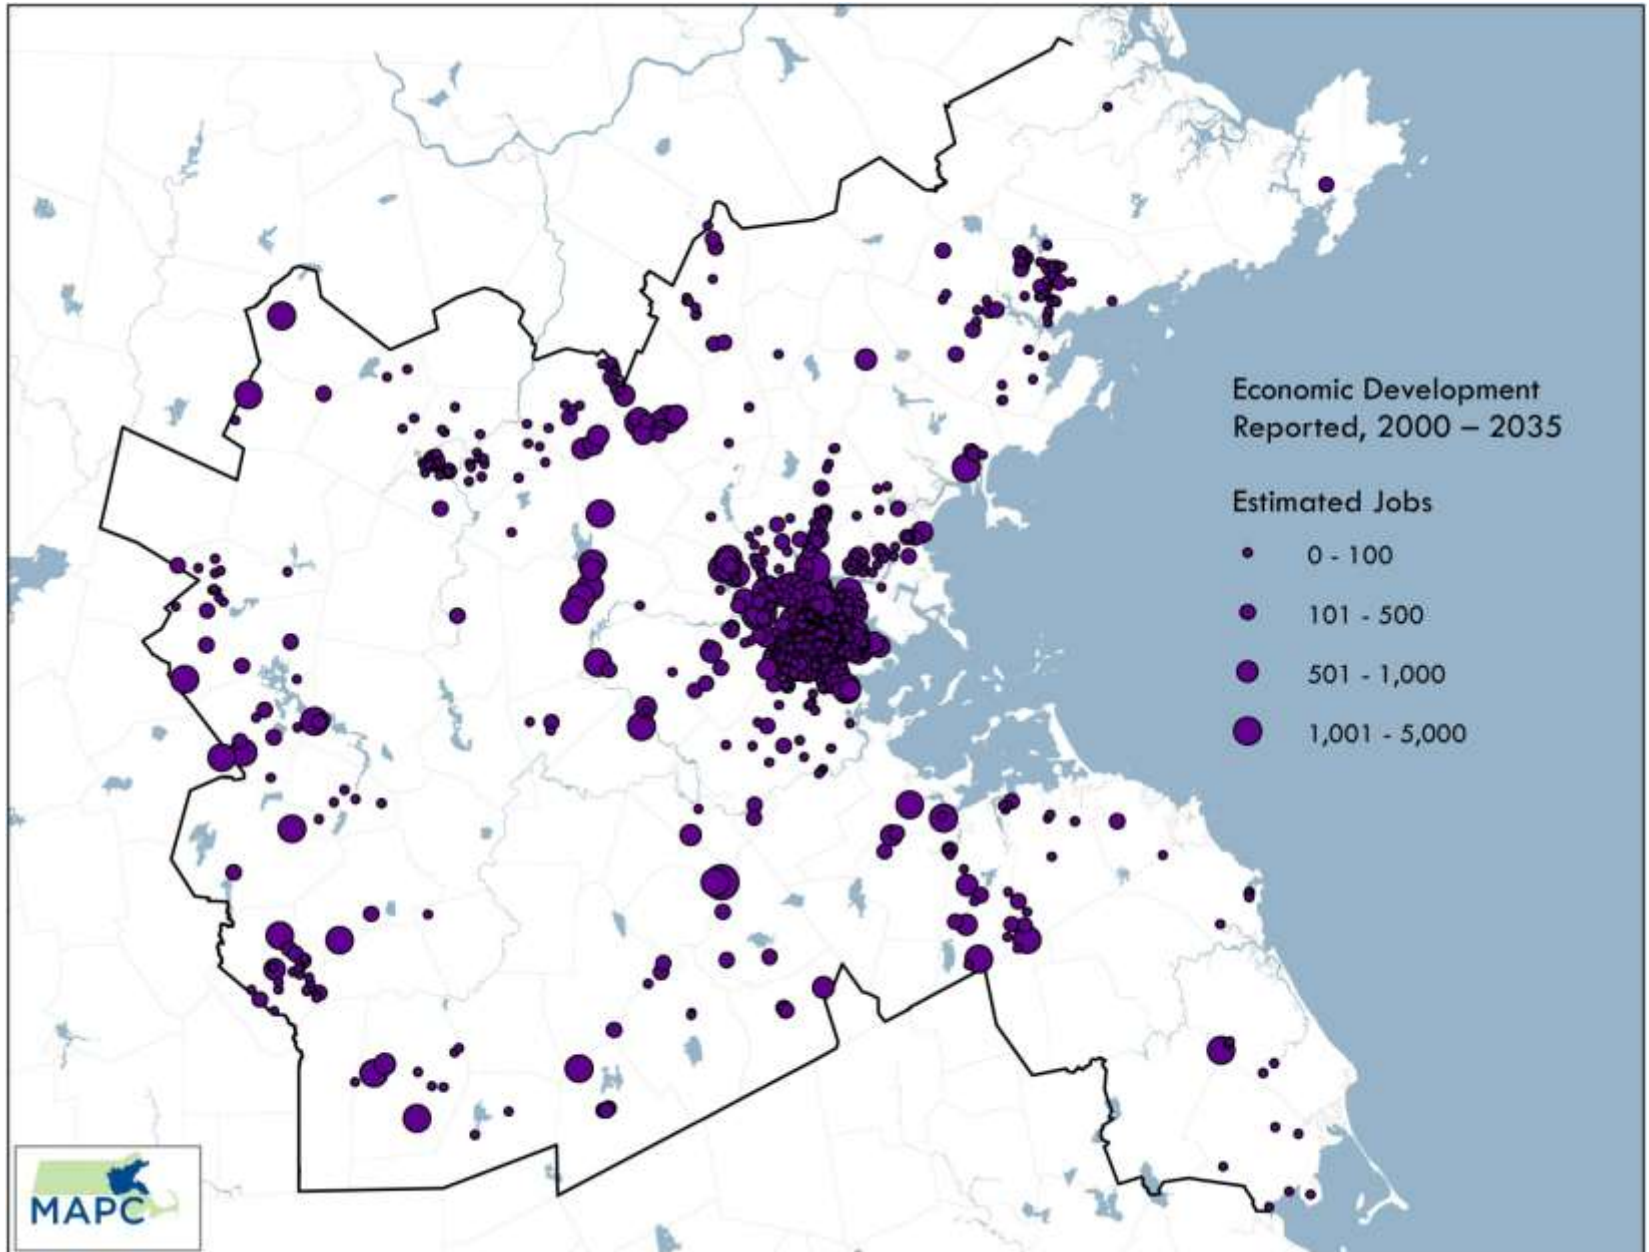 Economic Development
Reported, 2000 – 2035
Estimated Jobs
0 - 100
101 - 500
501 - 1,000
1,001 - 5,000
MAPC